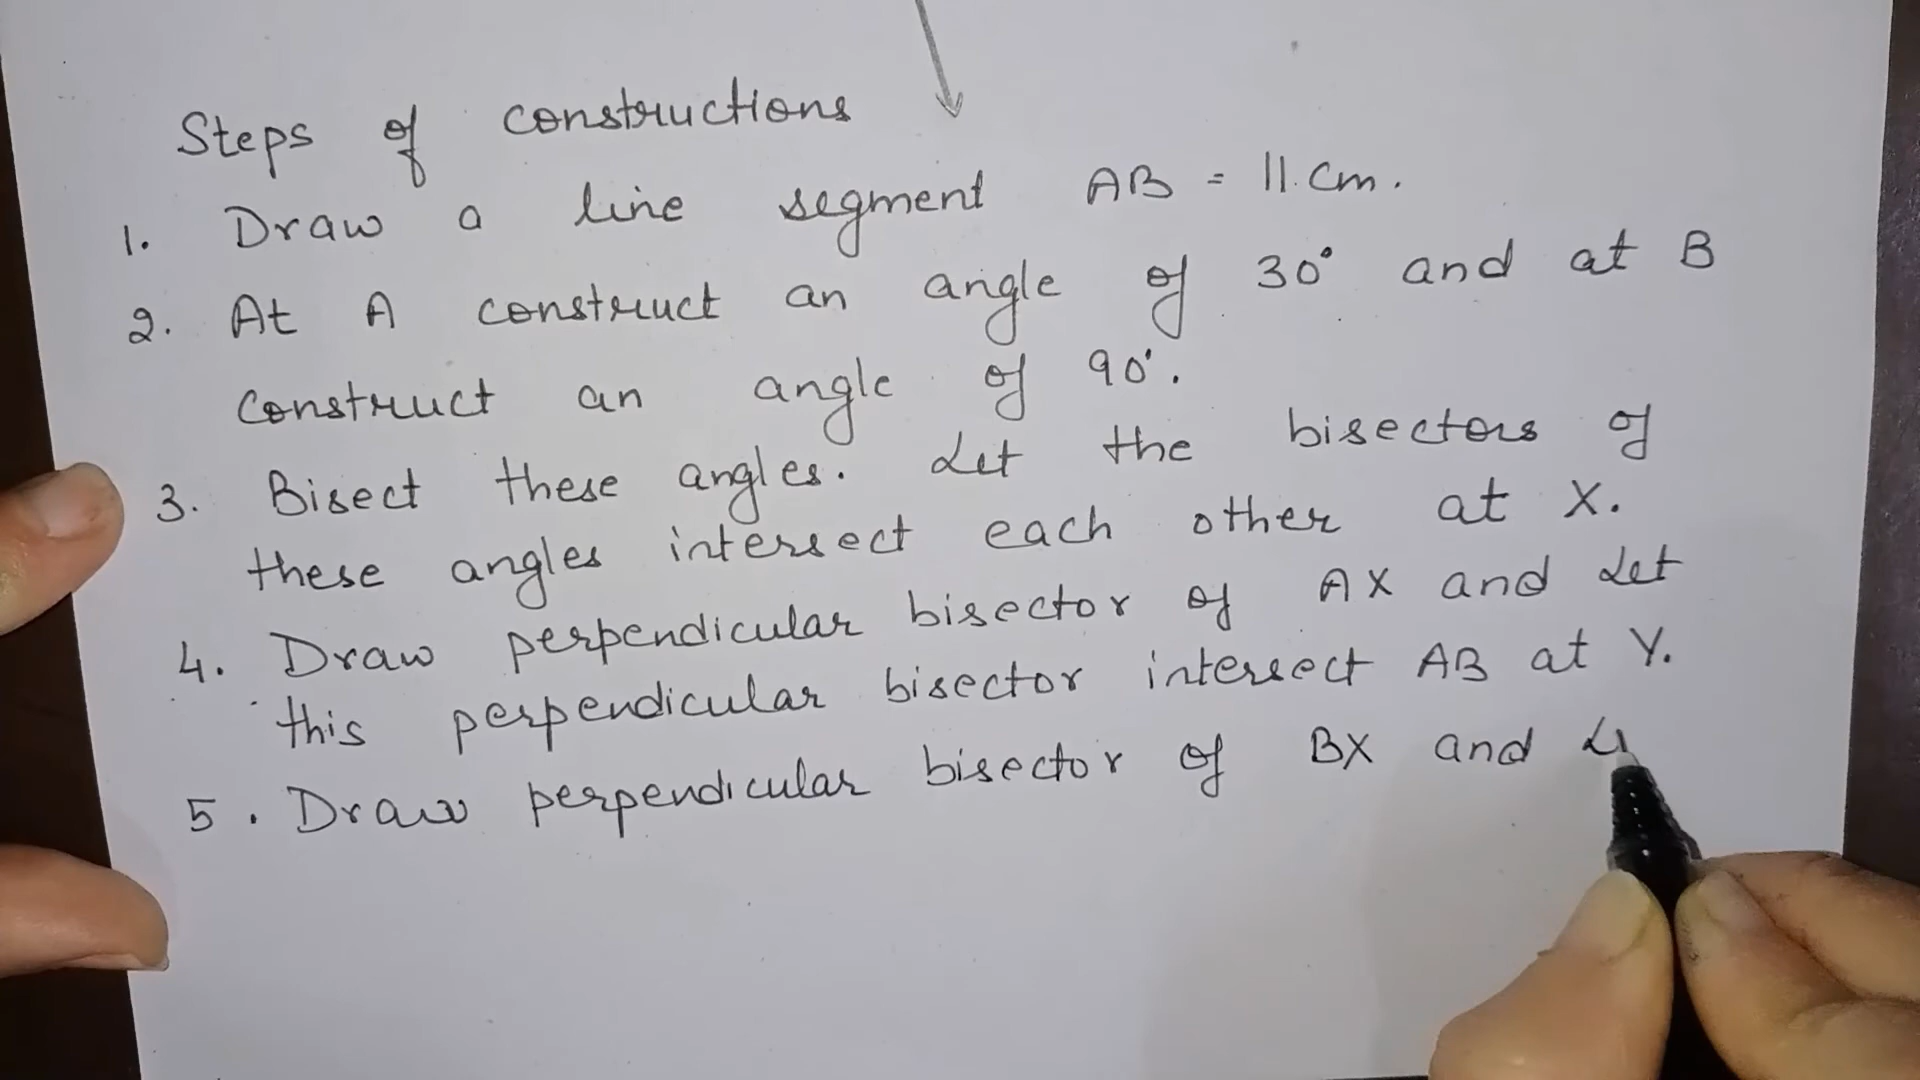 Steps of constructions
1. Draw a line segment AB = 11 cm.
2. At A construct an angle of 30° and at B
construct an angle of 90°.
3. Bisect these angles. Let the bisectors of
these angles intersect each other at X.
4. Draw perpendicular bisector of AX and Let
this perpendicular bisector intersect AB at Y.
5. Draw perpendicular bisector of BX and